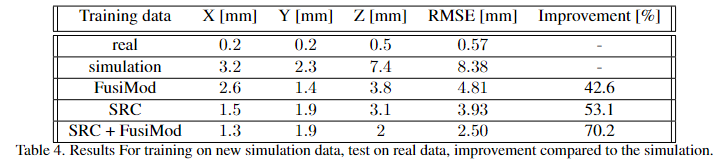 Training data X [mm] Y [mm] Z [mm] RMSE [mm] Improvement [%]
real 0.2 0.2 0.5 0.57 -
simulation 3.2 2.3 7.4 8.38 -
FusiMod 2.6 1.4 3.8 4.81 42.6
SRC 1.5 1.9 3.1 3.93 53.1
SRC + FusiMod 1.3 1.9 2 2.50 70.2
Table 4. Results For training on new simulation data, test on real data, improvement compared to the simulation.